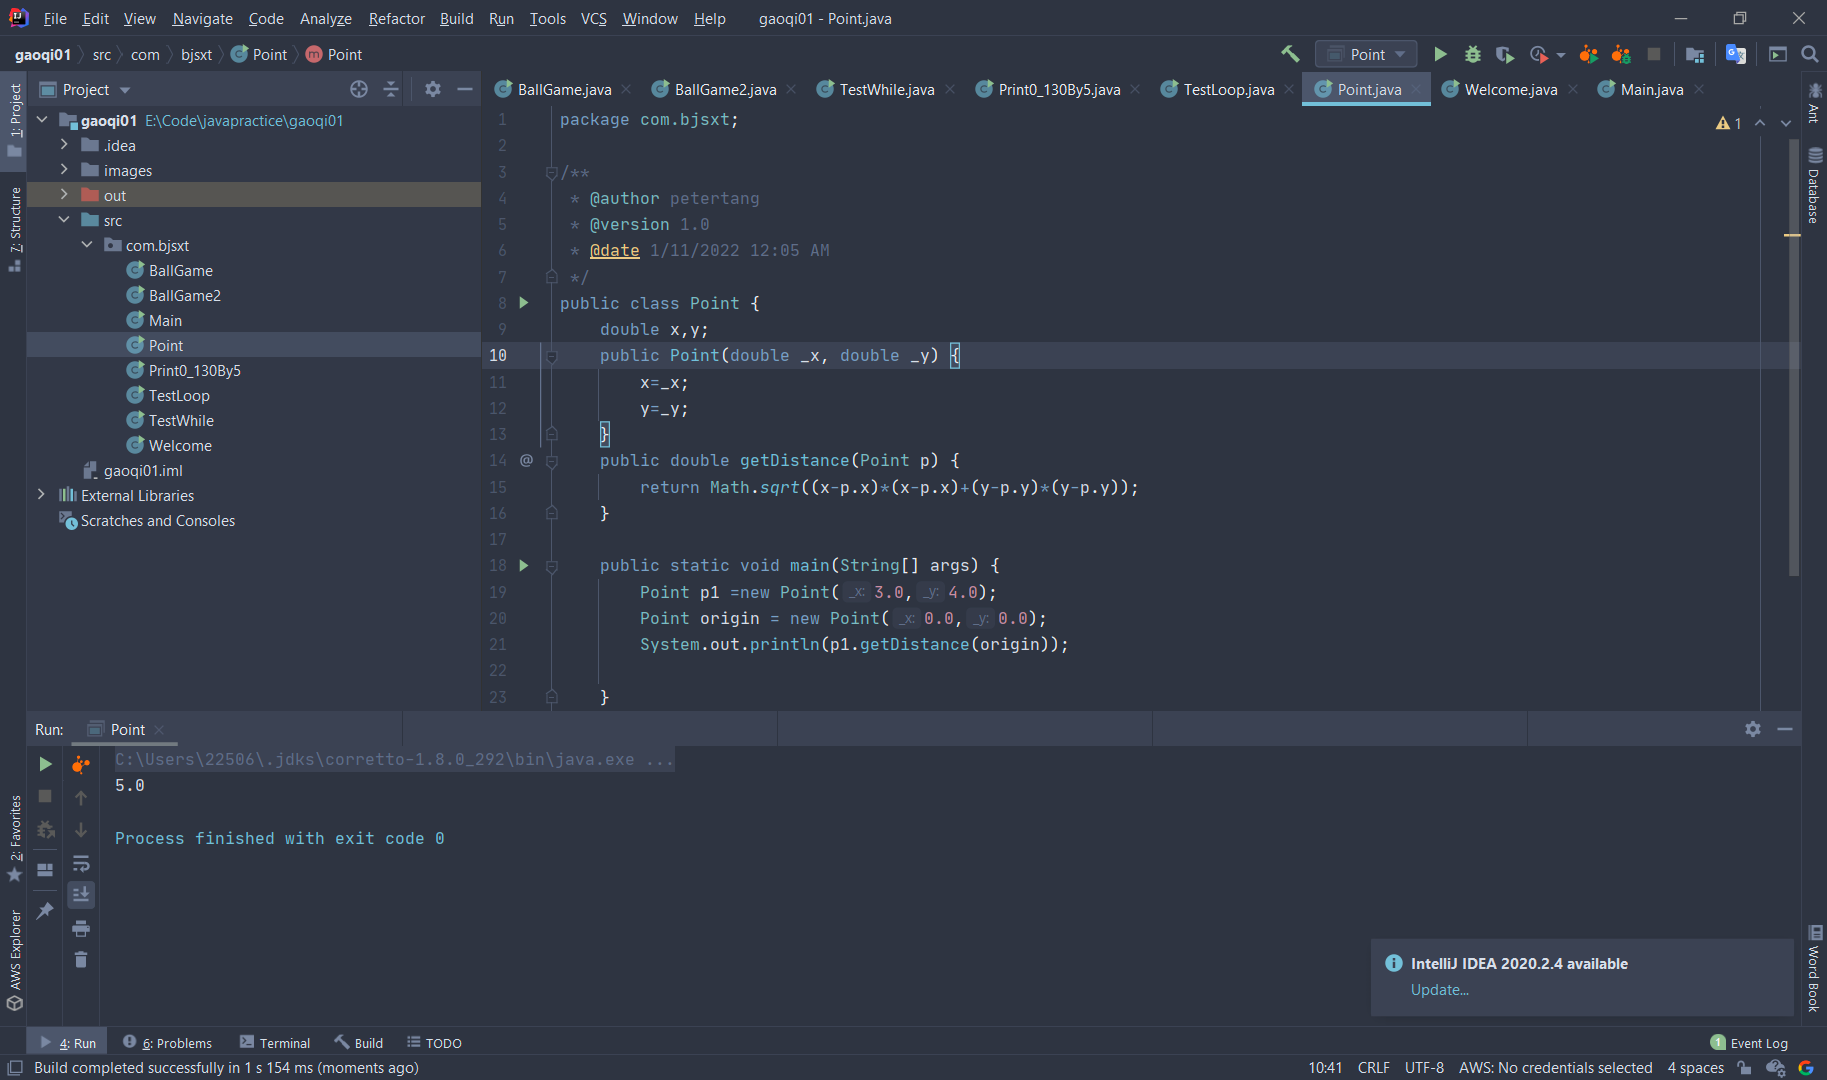 File Edit View Navigate Code Analyze Refactor Build Run Tools VCS Window Help gaoqi01 - Point.java
gaoqi01 src com bjsxt Point Point
Point
1: Project
7: Structure
2: Favorites
AWS Explorer
Project
gaoqi01 E:\Code\javapractice\gaoqi01
.idea
images
out
src
com.bjsxt
BallGame
BallGame2
Main
Point
Print0_130By5
TestLoop
TestWhile
Welcome
gaoqi01.iml
External Libraries
Scratches and Consoles
BallGame.java BallGame2.java TestWhile.java Print0_130By5.java TestLoop.java Point.java Welcome.java Main.java
1 package com.bjsxt;
2
3 /**
4 * @author petertang
5 * @version 1.0
6 * @date 1/11/2022 12:05 AM
7 */
8 public class Point {
9 double x,y;
10 public Point(double _x, double _y) {
11 x=_x;
12 y=_y;
13 }
14 @ public double getDistance(Point p) {
15 return Math.sqrt((x-p.x)*(x-p.x)+(y-p.y)*(y-p.y));
16 }
17
18 public static void main(String[] args) {
19 Point p1 =new Point( _x: 3.0, _y: 4.0);
20 Point origin = new Point( _x: 0.0, _y: 0.0);
21 System.out.println(p1.getDistance(origin));
22
23 }
1
Ant
Database
Word Book
Run: Point
C:\Users\22506\.jdks\corretto-1.8.0_292\bin\java.exe ...
5.0
Process finished with exit code 0
IntelliJ IDEA 2020.2.4 available
Update...
4: Run 6: Problems Terminal Build TODO 1 Event Log
Build completed successfully in 1 s 154 ms (moments ago) 10:41 CRLF UTF-8 AWS: No credentials selected 4 spaces